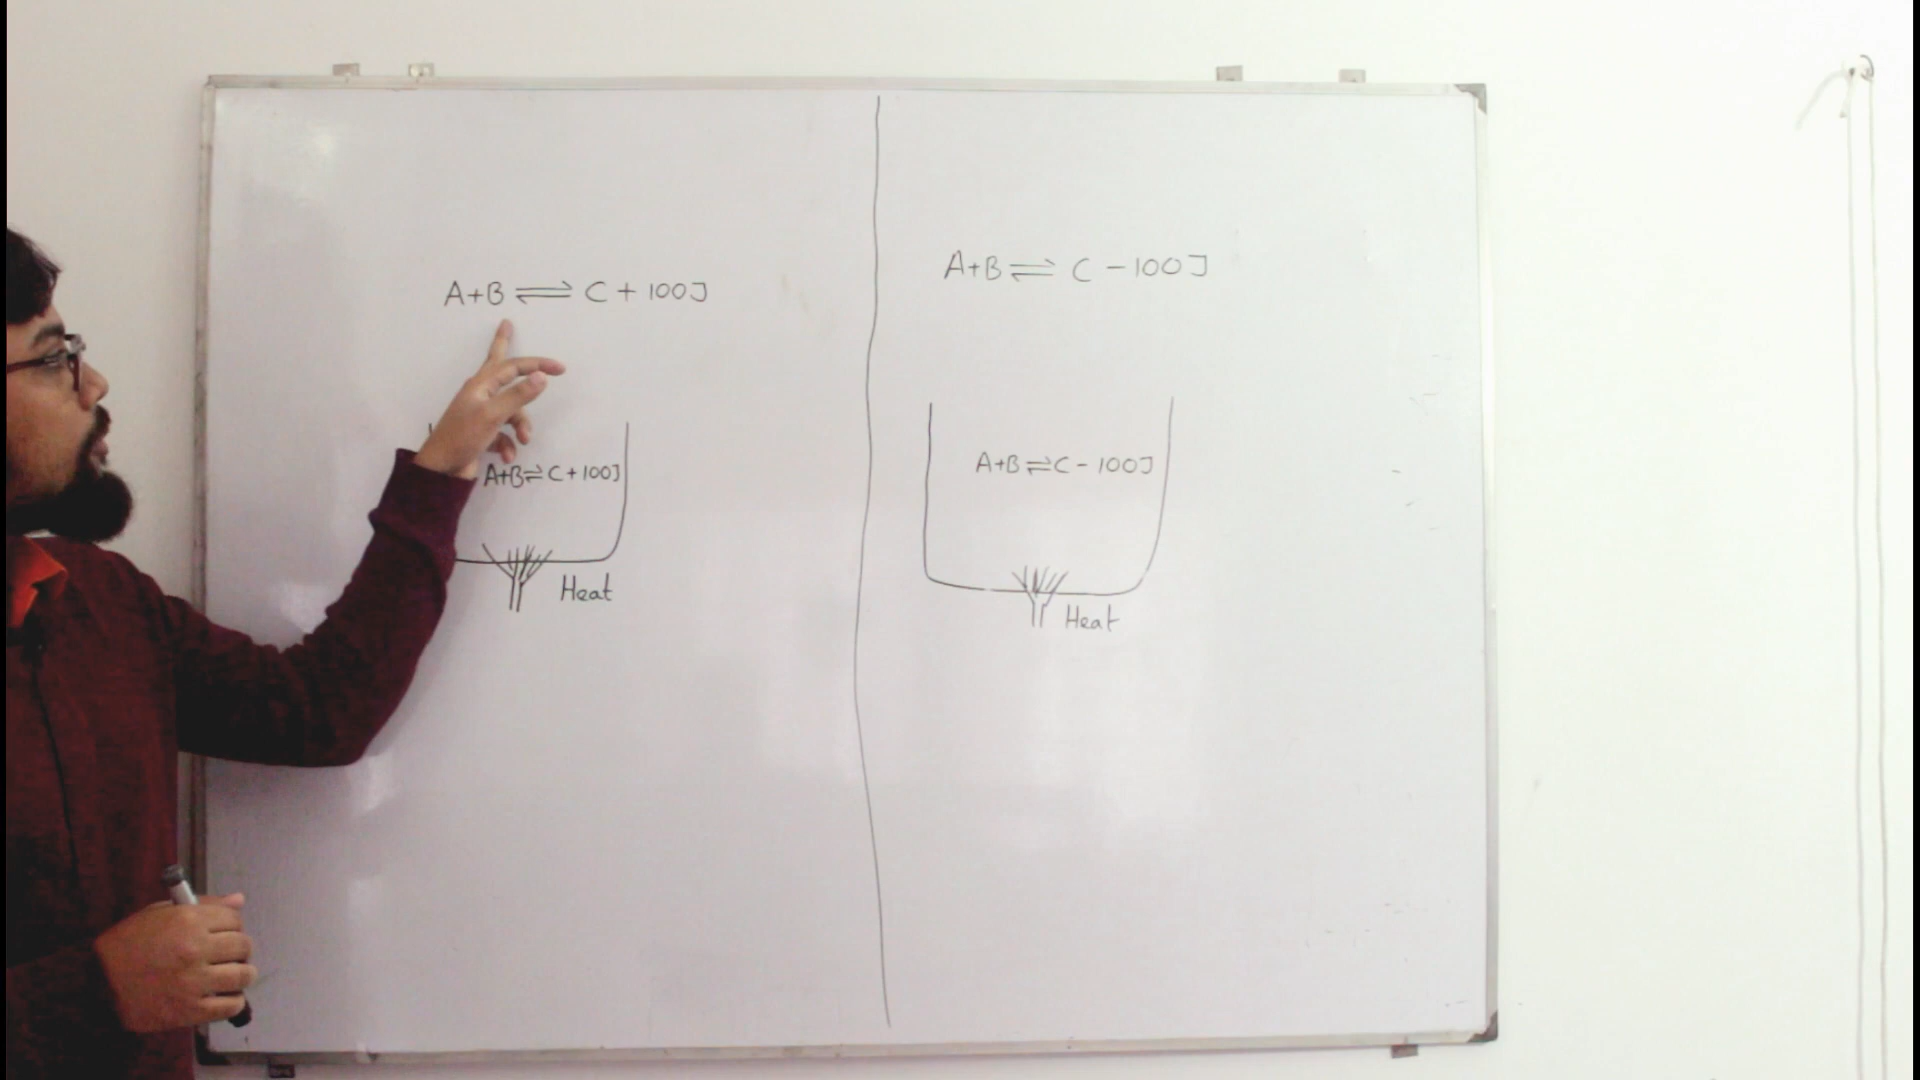 A+B ⇌ C + 100J
A+B ⇌ C + 100J
Heat
A+B ⇌ C - 100J
A+B ⇌ C - 100J
Heat